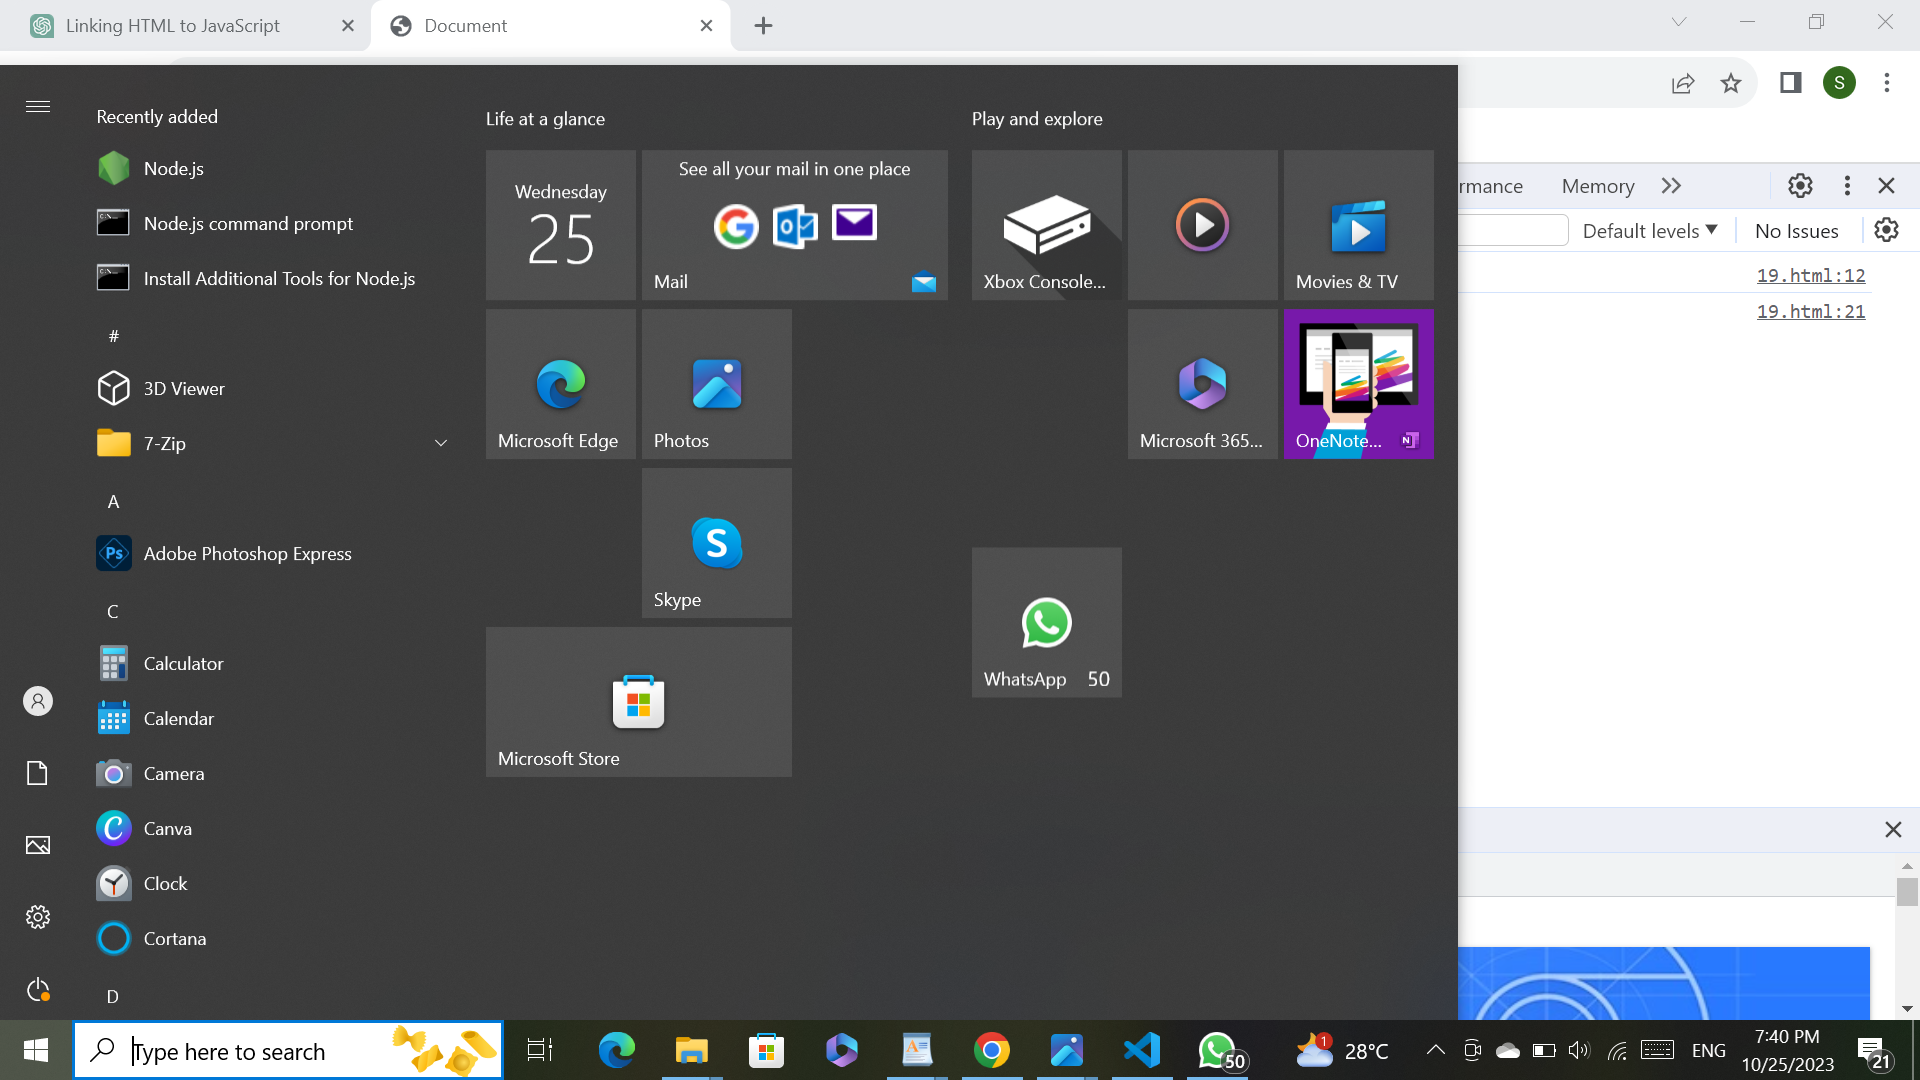 Linking HTML to JavaScript
Document
S
Recently added
Node.js
Node.js command prompt
Install Additional Tools for Node.js
#
3D Viewer
7-Zip
A
Ps
Adobe Photoshop Express
C
Calculator
Calendar
Camera
Canva
Clock
Cortana
D
Life at a glance
Wednesday
25
See all your mail in one place
Mail
Microsoft Edge
Photos
Skype
Microsoft Store
Play and explore
Xbox Console...
Movies & TV
Microsoft 365...
OneNote...
WhatsApp 50
rmance
Memory
Default levels
No Issues
19.html:12
19.html:21
Type here to search
50
1
28°C
ENG
7:40 PM
10/25/2023
21